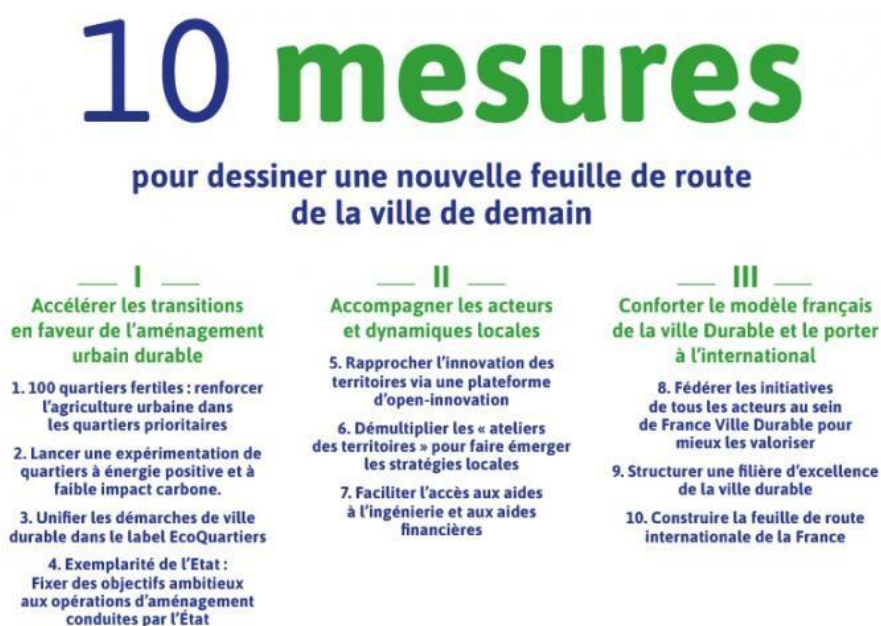 10 mesures
pour dessiner une nouvelle feuille de route
de la ville de demain
I
Accélérer les transitions
en faveur de l’aménagement
urbain durable
1. 100 quartiers fertiles : renforcer
l’agriculture urbaine dans
les quartiers prioritaires
2. Lancer une expérimentation de
quartiers à énergie positive et à
faible impact carbone.
3. Unifier les démarches de ville
durable dans le label EcoQuartiers
4. Exemplarité de l’Etat :
Fixer des objectifs ambitieux
aux opérations d’aménagement
conduites par l’État
II
Accompagner les acteurs
et dynamiques locales
5. Rapprocher l’innovation des
territoires via une plateforme
d’open-innovation
6. Démultiplier les « ateliers
des territoires » pour faire émerger
les stratégies locales
7. Faciliter l’accès aux aides
à l’ingénierie et aux aides
financières
III
Conforter le modèle français
de la ville Durable et le porter
à l’international
8. Fédérer les initiatives
de tous les acteurs au sein
de France Ville Durable pour
mieux les valoriser
9. Structurer une filière d’excellence
de la ville durable
10. Construire la feuille de route
internationale de la France